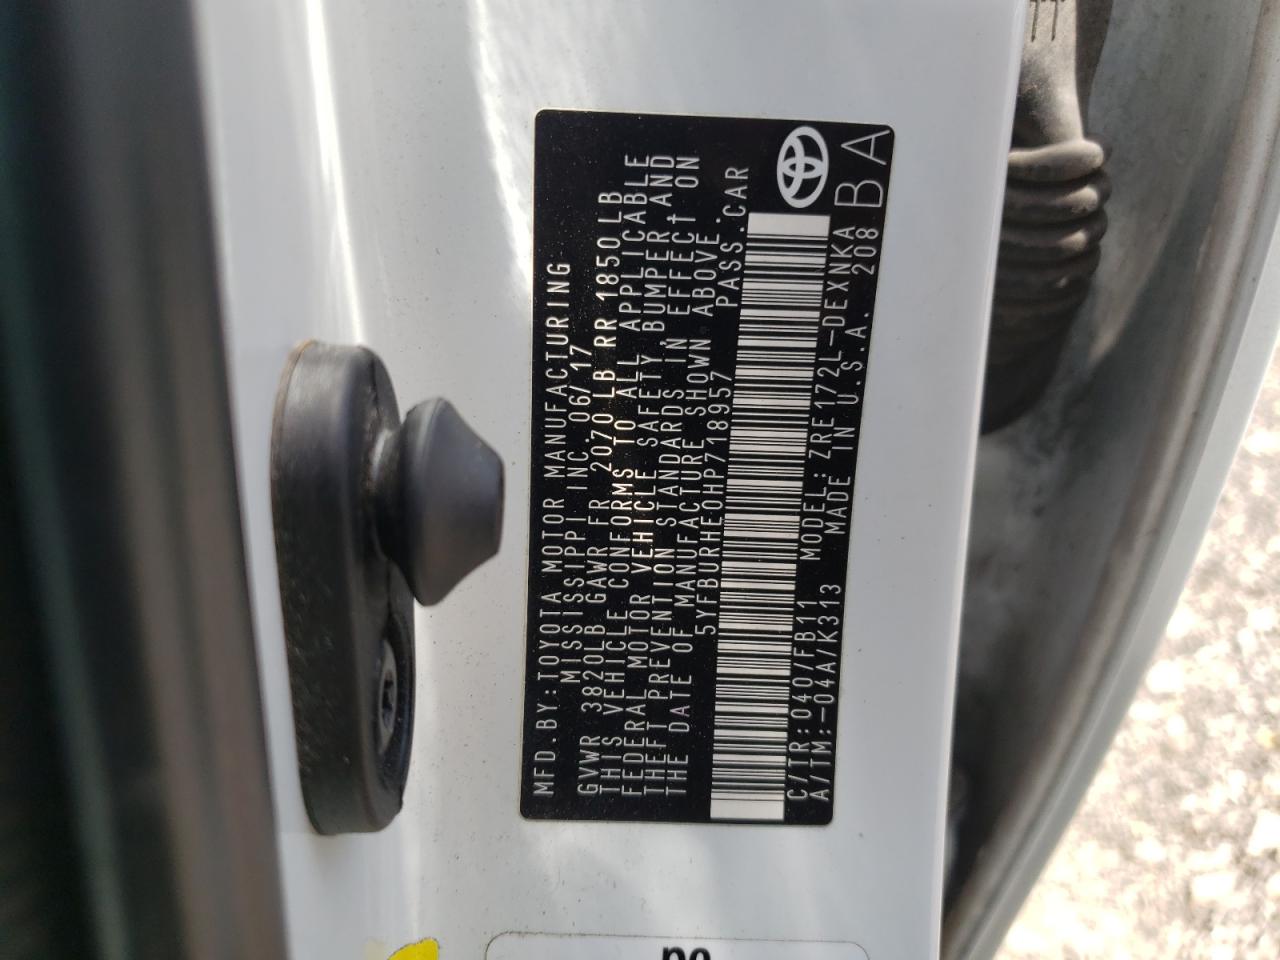 MFD.BY:TOYOTA MOTOR MANUFACTURING
MISSISSIPPI INC. 06/17
GVWR 3820LB GAWR FR 2070 LB RR 1850 LB
THIS VEHICLE CONFORMS TO ALL APPLICABLE
FEDERAL MOTOR VEHICLE SAFETY, BUMPER AND
THEFT PREVENTION STANDARDS IN EFFECT ON
THE DATE OF MANUFACTURE SHOWN ABOVE.
5YFBURHE0HP718957 PASS.CAR
C/TR:040/FB11 MODEL:ZRE172L-DEXNKA
A/TM:-04A/K313 MADE IN U.S.A. 208
BA